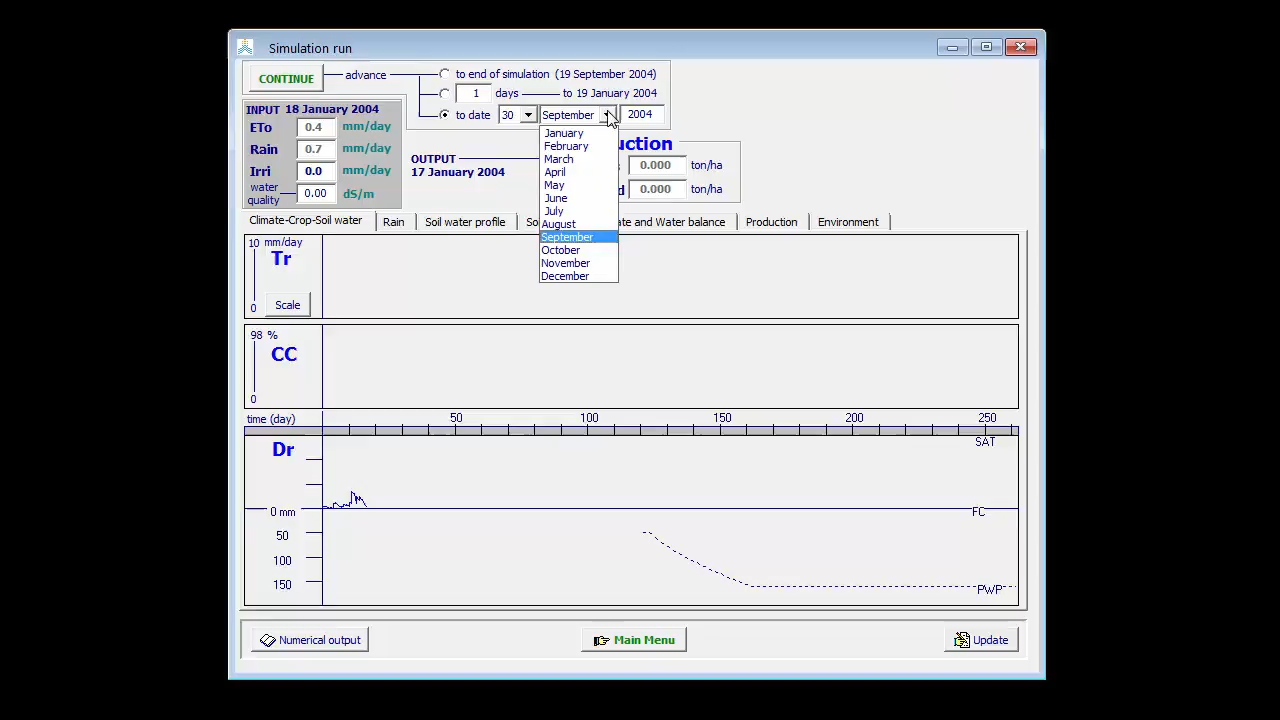 Simulation run
CONTINUE
advance
to end of simulation (19 September 2004)
1 days to 19 January 2004
to date 30 September 2004
INPUT 18 January 2004
ETo 0.4 mm/day
Rain 0.7 mm/day
Irri 0.0 mm/day
water quality 0.00 dS/m
OUTPUT
17 January 2004
January
February
March
April
May
June
July
August
September
October
November
December
uction
0.000 ton/ha
0.000 ton/ha
Climate-Crop-Soil water
Rain
Soil water profile
ate and Water balance
Production
Environment
10 mm/day
Tr
0
Scale
98 %
CC
0
time (day) 50 100 150 200 250
Dr
SAT
0 mm
FC
50
100
150
PWP
Numerical output
Main Menu
Update